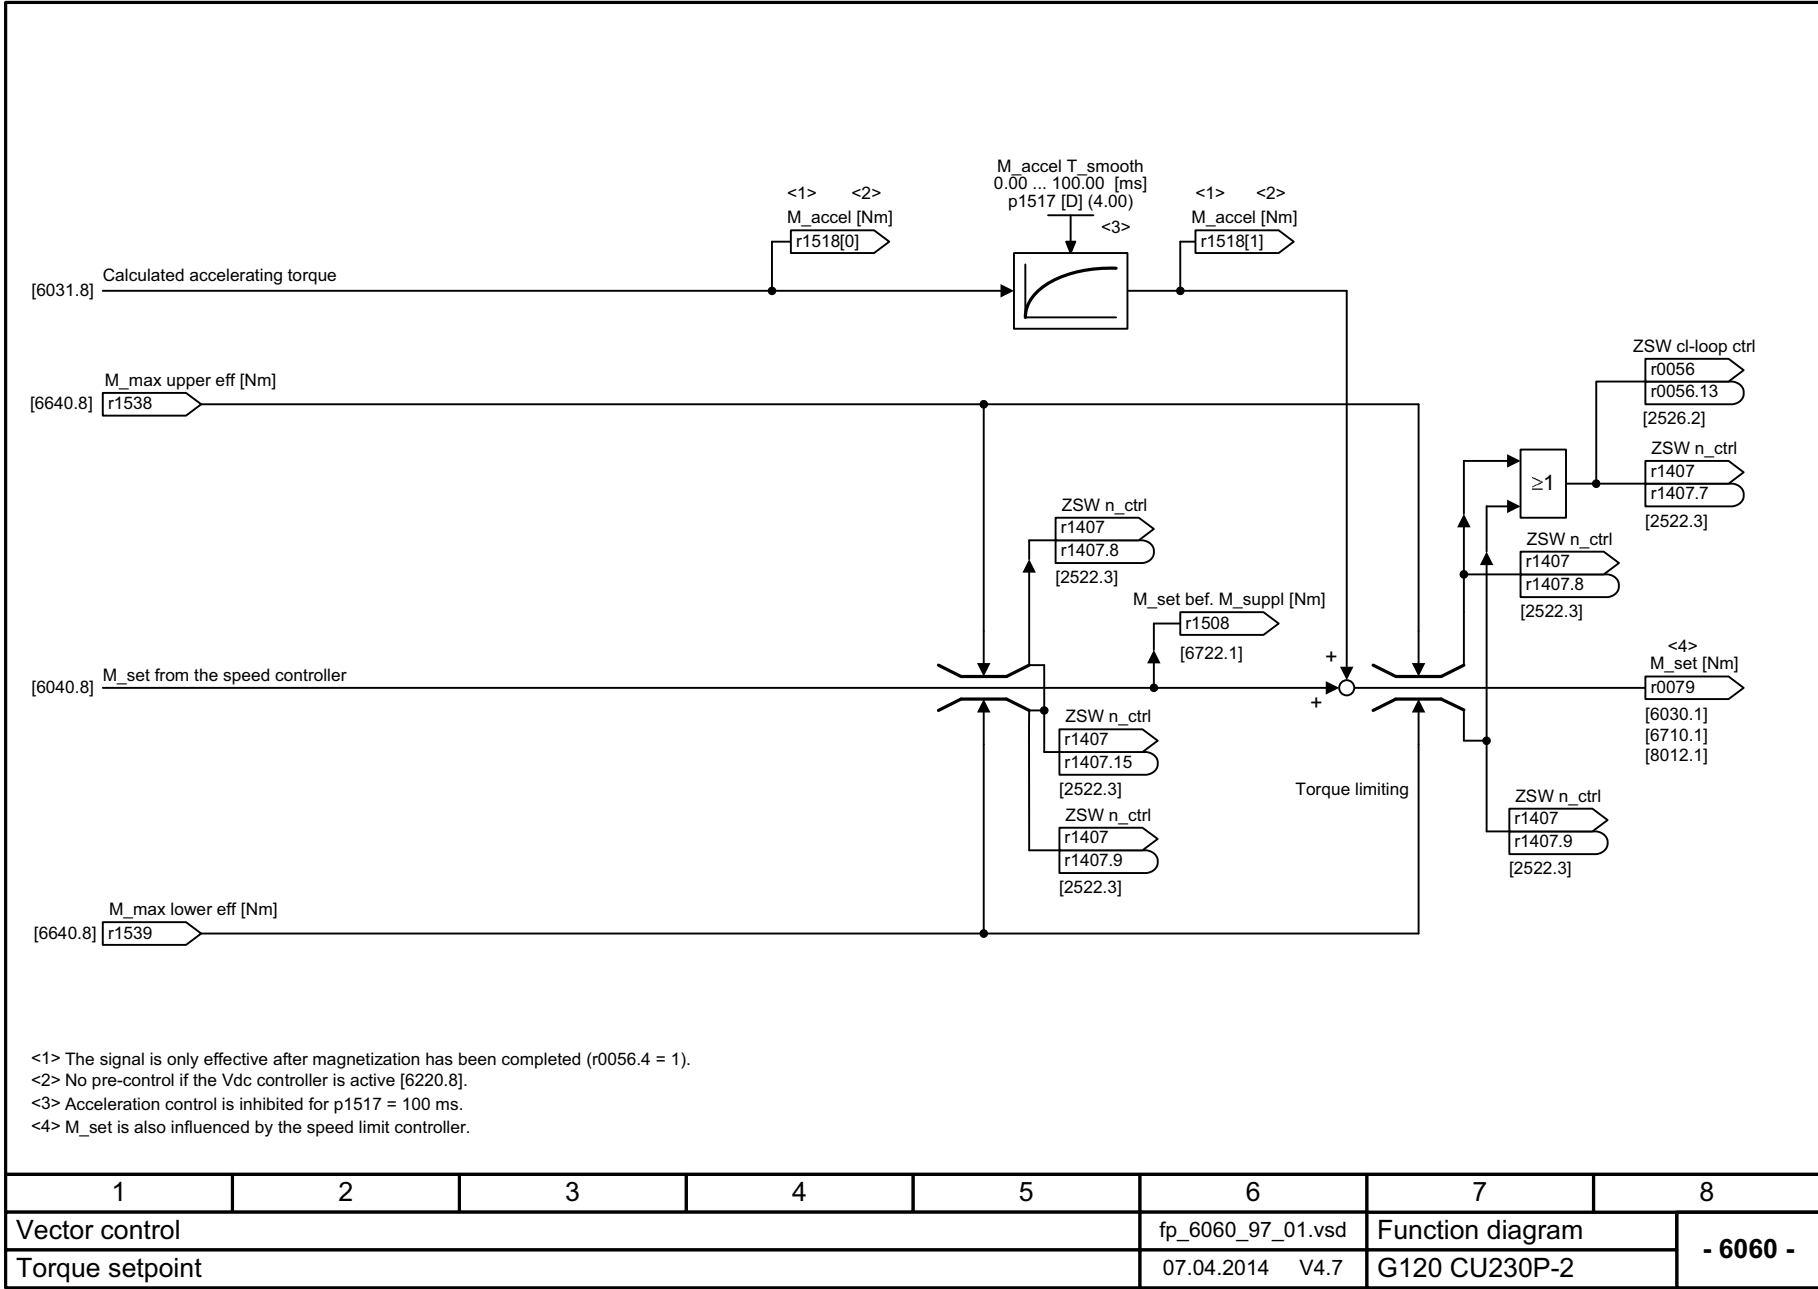 M_accel T_smooth
0.00 ... 100.00 [ms]
p1517 [D] (4.00)
<3>
<1> <2>
M_accel [Nm]
r1518[0]
<1> <2>
M_accel [Nm]
r1518[1]
Calculated accelerating torque
[6031.8]
M_max upper eff [Nm]
[6640.8] r1538
ZSW cl-loop ctrl
r0056
r0056.13
[2526.2]
ZSW n_ctrl
r1407
r1407.7
[2522.3]
≥1
ZSW n_ctrl
r1407
r1407.8
[2522.3]
ZSW n_ctrl
r1407
r1407.8
[2522.3]
M_set bef. M_suppl [Nm]
r1508
[6722.1]
M_set from the speed controller
[6040.8]
+
+
<4>
M_set [Nm]
r0079
[6030.1]
[6710.1]
[8012.1]
ZSW n_ctrl
r1407
r1407.15
[2522.3]
Torque limiting
ZSW n_ctrl
r1407
r1407.9
[2522.3]
ZSW n_ctrl
r1407
r1407.9
[2522.3]
M_max lower eff [Nm]
[6640.8] r1539
<1> The signal is only effective after magnetization has been completed (r0056.4 = 1).
<2> No pre-control if the Vdc controller is active [6220.8].
<3> Acceleration control is inhibited for p1517 = 100 ms.
<4> M_set is also influenced by the speed limit controller.
1 2 3 4 5 6 7 8
Vector control fp_6060_97_01.vsd Function diagram
- 6060 -
Torque setpoint 07.04.2014 V4.7 G120 CU230P-2